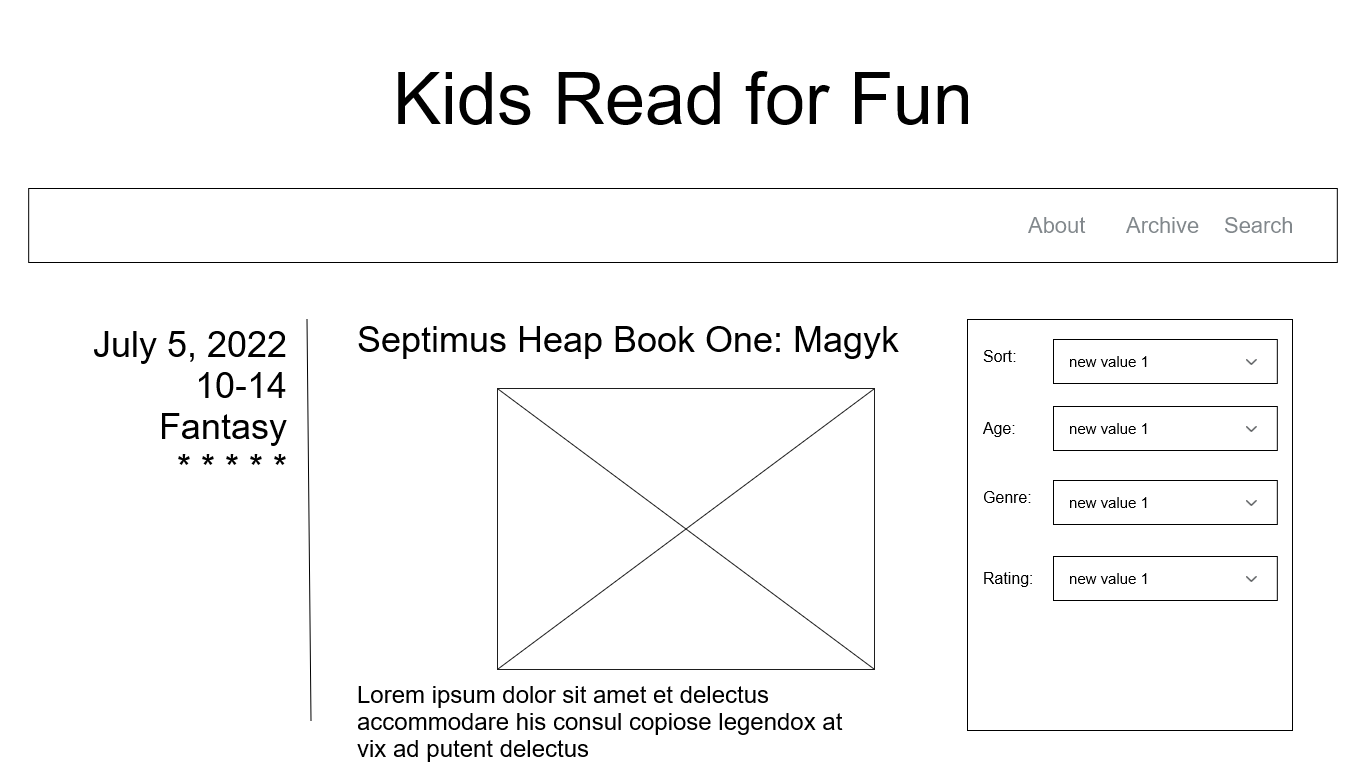 Kids Read for Fun
About Archive Search
July 5, 2022
10-14
Fantasy
* * * * *
Septimus Heap Book One: Magyk
Lorem ipsum dolor sit amet et delectus
accommodare his consul copiose legendox at
vix ad putent delectus
Sort: new value 1
Age: new value 1
Genre: new value 1
Rating: new value 1